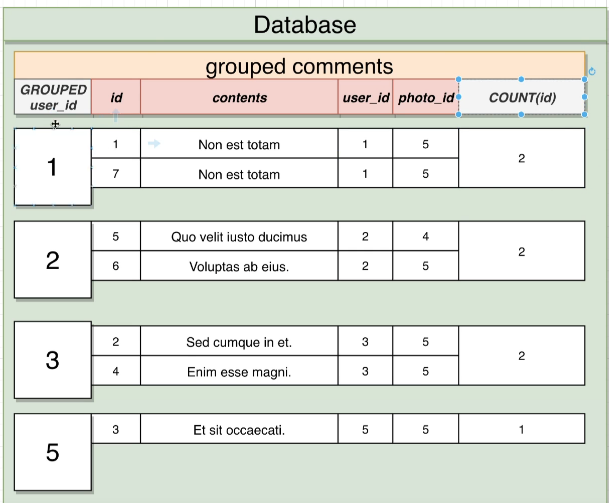 Database
grouped comments
GROUPED user_id id contents user_id photo_id COUNT(id)
1 1 Non est totam 1 5 2
7 Non est totam 1 5
2 5 Quo velit iusto ducimus 2 4 2
6 Voluptas ab eius. 2 5
3 2 Sed cumque in et. 3 5 2
4 Enim esse magni. 3 5
5 3 Et sit occaecati. 5 5 1